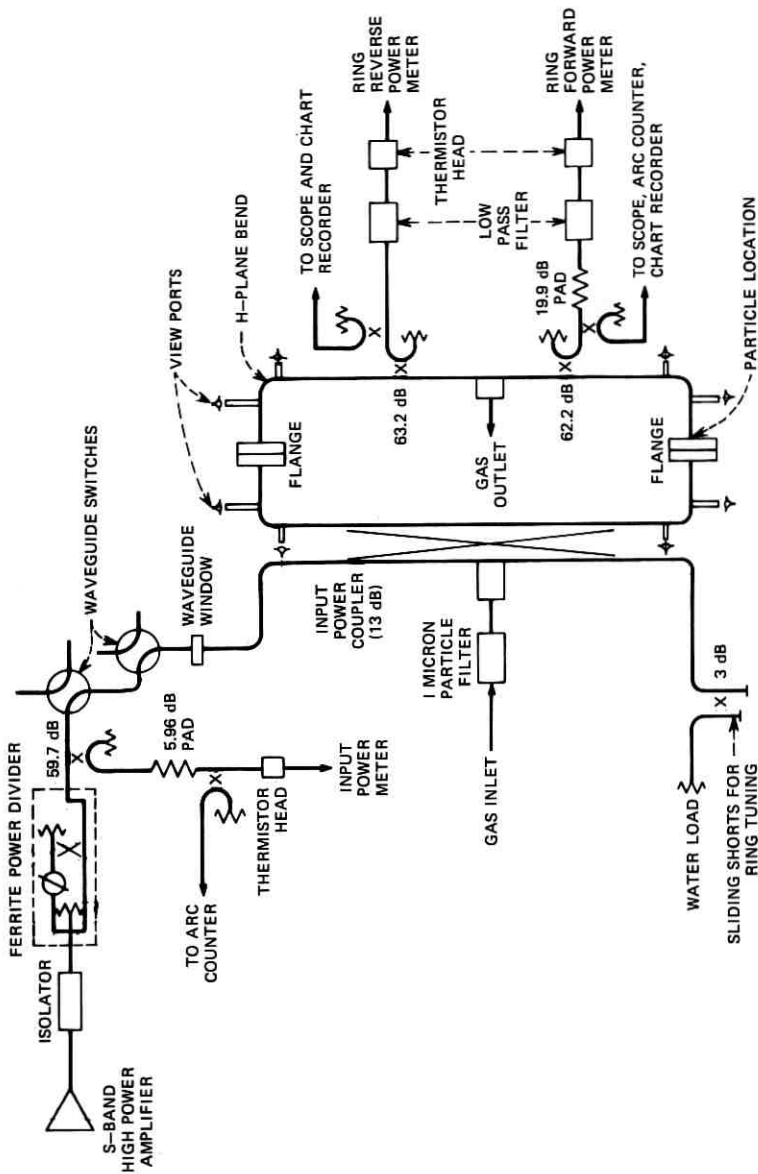 S-BAND
HIGH POWER
AMPLIFIER
ISOLATOR
FERRITE POWER DIVIDER
59.7 dB
WAVEGUIDE SWITCHES
5.96 dB
PAD
TO ARC
COUNTER
THERMISTOR
HEAD
INPUT
POWER
METER
WAVEGUIDE
WINDOW
VIEW PORTS
H-PLANE BEND
INPUT
POWER
COUPLER
(13 dB)
FLANGE
GAS INLET
I MICRON
PARTICLE
FILTER
GAS
OUTLET
63.2 dB
62.2 dB
TO SCOPE AND CHART
RECORDER
RING
REVERSE
POWER
METER
THERMISTOR
HEAD
LOW
PASS
FILTER
19.9 dB
PAD
RING
FORWARD
POWER
METER
TO SCOPE, ARC COUNTER,
CHART RECORDER
WATER LOAD
3 dB
SLIDING SHORTS FOR
RING TUNING
FLANGE
PARTICLE LOCATION